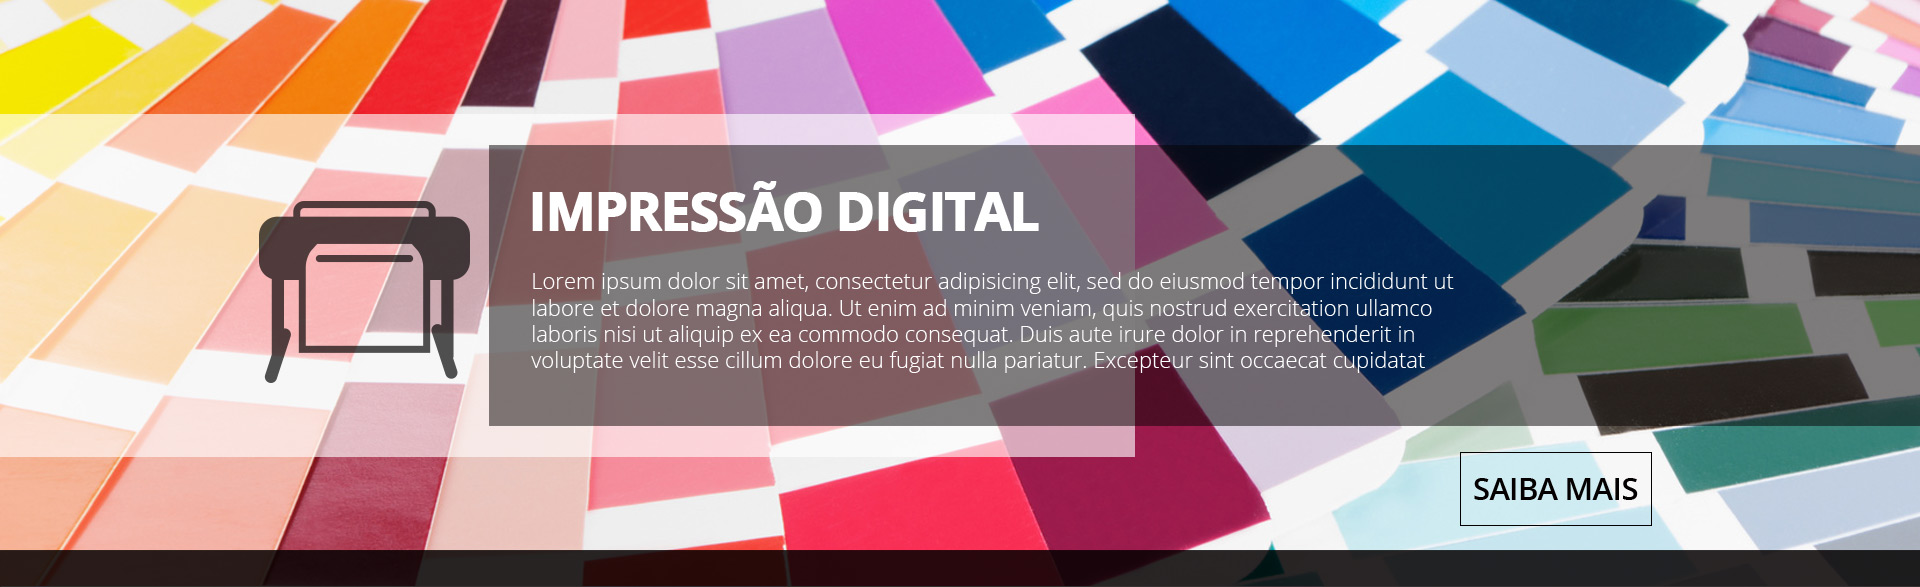 IMPRESSÃO DIGITAL
Lorem ipsum dolor sit amet, consectetur adipisicing elit, sed do eiusmod tempor incididunt ut
labore et dolore magna aliqua. Ut enim ad minim veniam, quis nostrud exercitation ullamco
laboris nisi ut aliquip ex ea commodo consequat. Duis aute irure dolor in reprehenderit in
voluptate velit esse cillum dolore eu fugiat nulla pariatur. Excepteur sint occaecat cupidatat
SAIBA MAIS